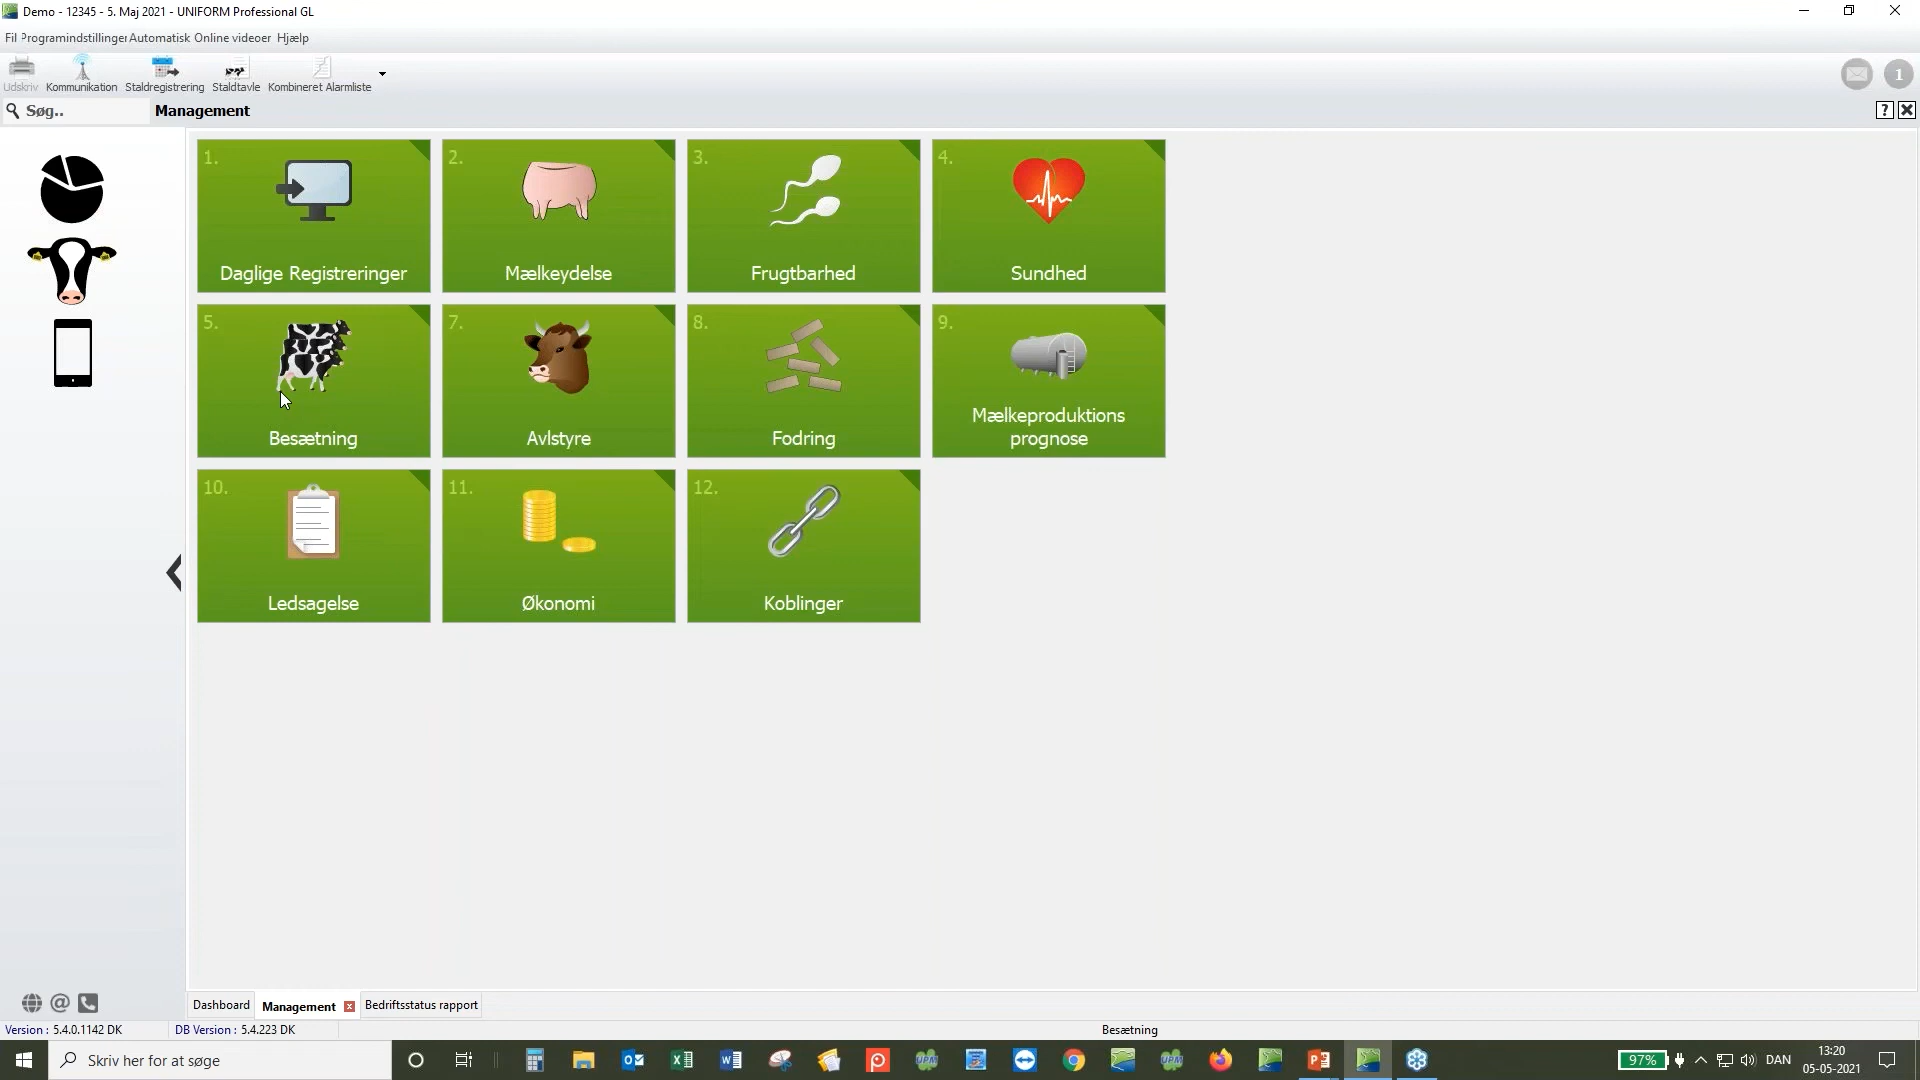 Demo - 12345 - 5. Maj 2021 - UNIFORM Professional GL
Fil Programindstillinger Automatisk Online videoer Hjælp
Udskriv Kommunikation Staldregistrering Staldtavle Kombineret Alarmliste
1
Søg..
Management
?
1.
Daglige Registreringer
2.
Mælkeydelse
3.
Frugtbarhed
4.
Sundhed
5.
Besætning
7.
Avlstyre
8.
Fodring
9.
Mælkeproduktions
prognose
10.
Ledsagelse
11.
Økonomi
12.
Koblinger
@
Dashboard Management Bedriftsstatus rapport
Version : 5.4.0.1142 DK DB Version : 5.4.223 DK Besætning
Skriv her for at søge
97% DAN
13:20
05-05-2021